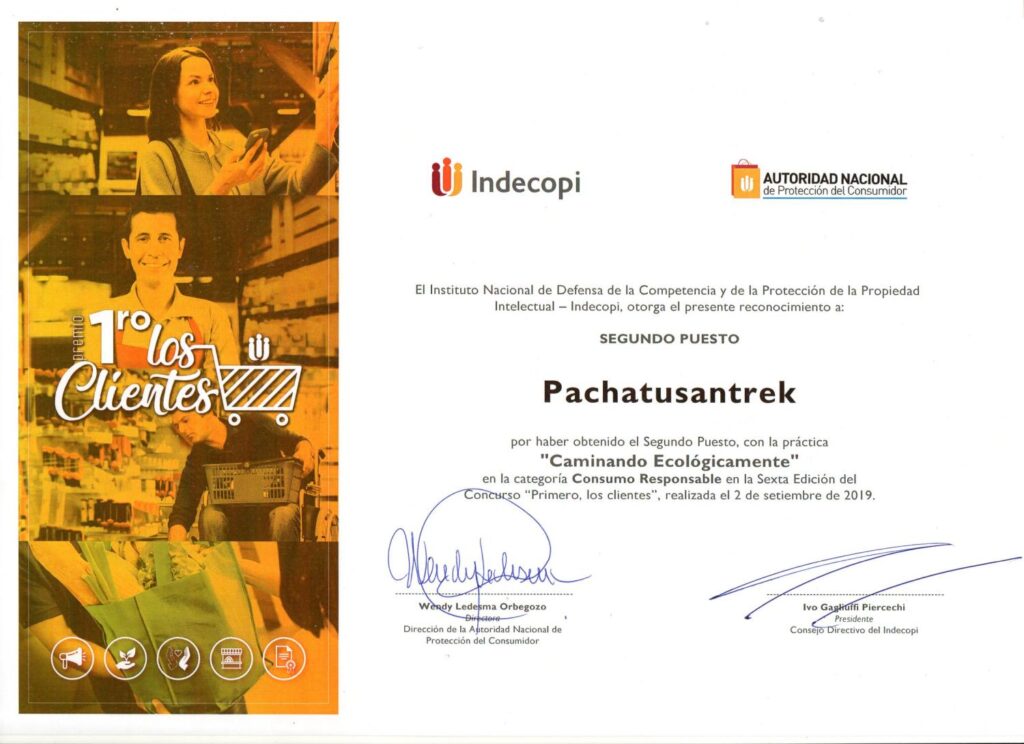 premio
1ro los
Clientes
Indecopi
AUTORIDAD NACIONAL
de Protección del Consumidor
El Instituto Nacional de Defensa de la Competencia y de la Protección de la Propiedad
Intelectual – Indecopi, otorga el presente reconocimiento a:
SEGUNDO PUESTO
Pachatusantrek
por haber obtenido el Segundo Puesto, con la práctica
"Caminando Ecológicamente"
en la categoría Consumo Responsable en la Sexta Edición del
Concurso “Primero, los clientes”, realizada el 2 de setiembre de 2019.
Wendy Ledesma
Wendy Ledesma Orbegozo
Directora
Dirección de la Autoridad Nacional de
Protección del Consumidor
Ivo Gagliuffi Piercechi
Presidente
Consejo Directivo del Indecopi